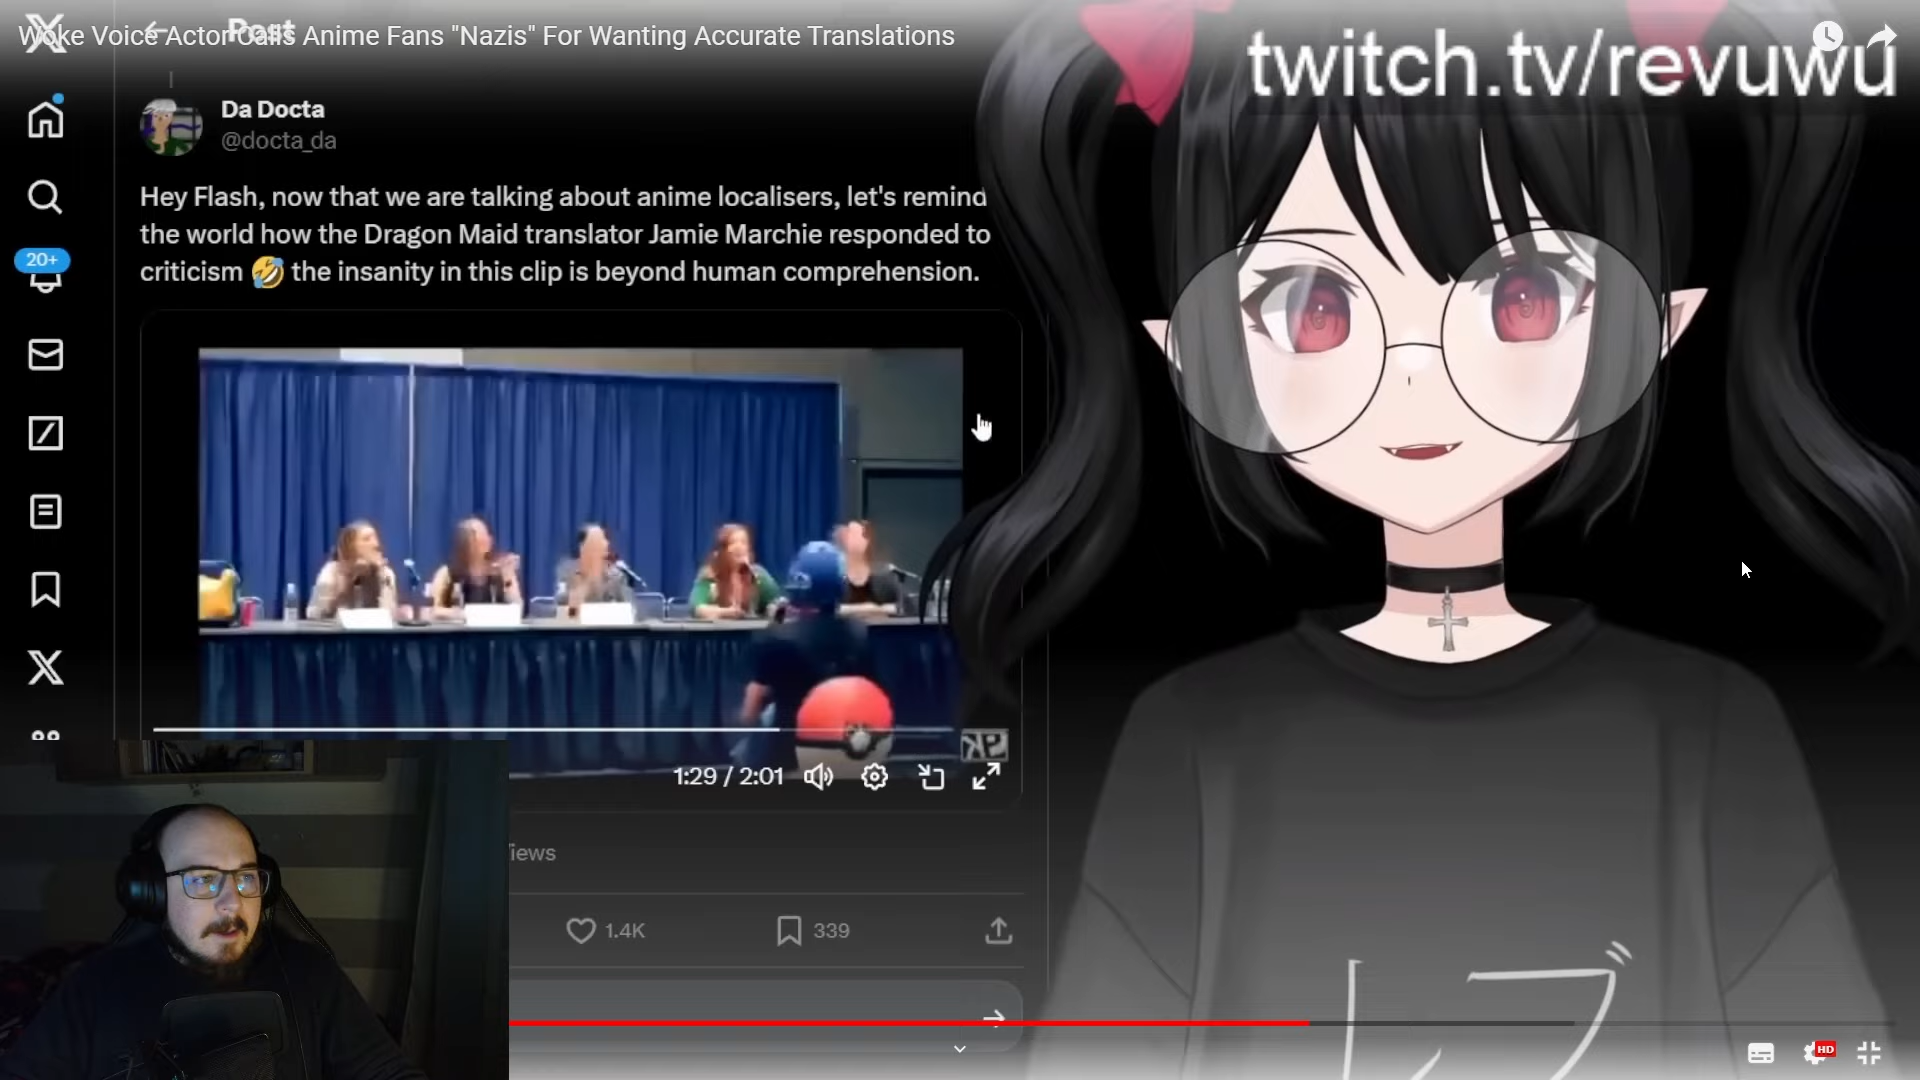 Woke Voice Actor Calls Anime Fans "Nazis" For Wanting Accurate Translations
Post
twitch.tv/revuwu
Da Docta
@docta_da
Hey Flash, now that we are talking about anime localisers, let's remind
the world how the Dragon Maid translator Jamie Marchie responded to
criticism 🤣 the insanity in this clip is beyond human comprehension.
20+
1:29 / 2:01
iews
1.4K
339
レブ
HD